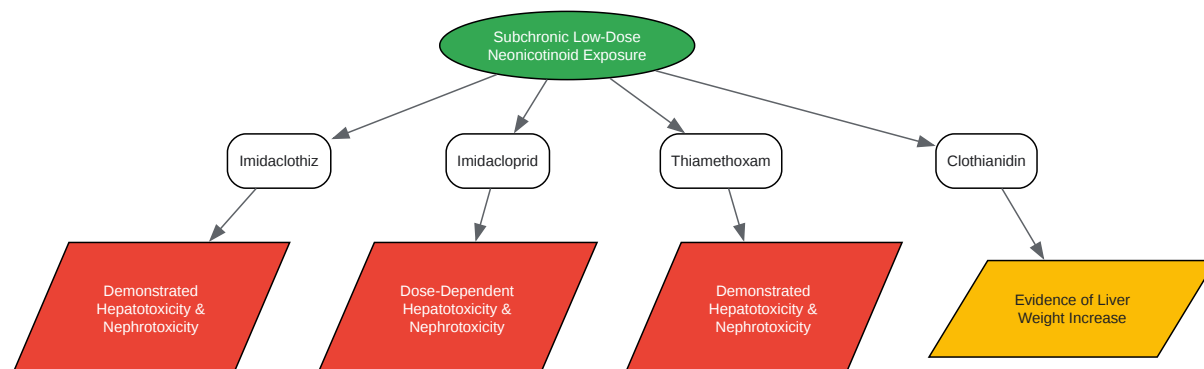 Subchronic Low-Dose
Neonicotinoid Exposure
Imidaclothiz
Imidacloprid
Thiamethoxam
Clothianidin
Demonstrated
Hepatotoxicity &
Nephrotoxicity
Dose-Dependent
Hepatotoxicity &
Nephrotoxicity
Demonstrated
Hepatotoxicity &
Nephrotoxicity
Evidence of Liver
Weight Increase